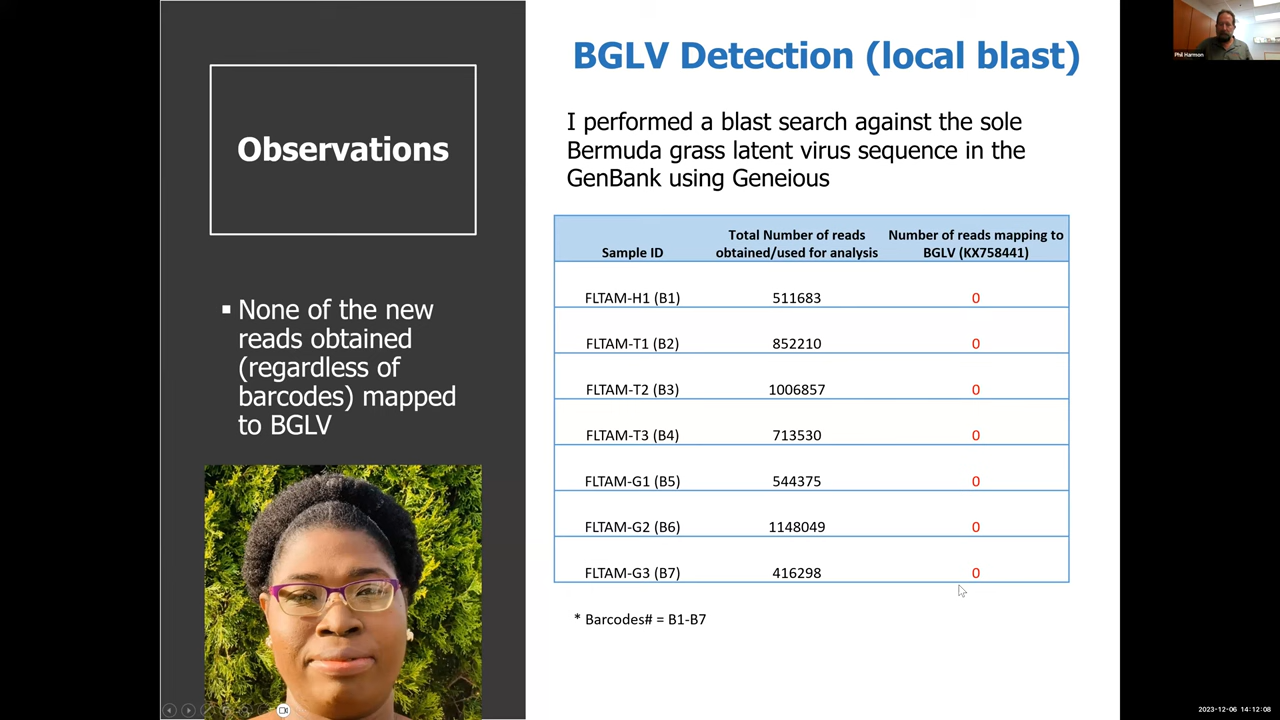 BGLV Detection (local blast)
Phil Harmon
Observations
I performed a blast search against the sole
Bermuda grass latent virus sequence in the
GenBank using Geneious
Sample ID
Total Number of reads
obtained/used for analysis
Number of reads mapping to
BGLV (KX758441)
FLTAM-H1 (B1) 511683 0
FLTAM-T1 (B2) 852210 0
FLTAM-T2 (B3) 1006857 0
FLTAM-T3 (B4) 713530 0
FLTAM-G1 (B5) 544375 0
FLTAM-G2 (B6) 1148049 0
FLTAM-G3 (B7) 416298 0
* Barcodes# = B1-B7
▪ None of the new
reads obtained
(regardless of
barcodes) mapped
to BGLV
2023-12-06 14:12:08